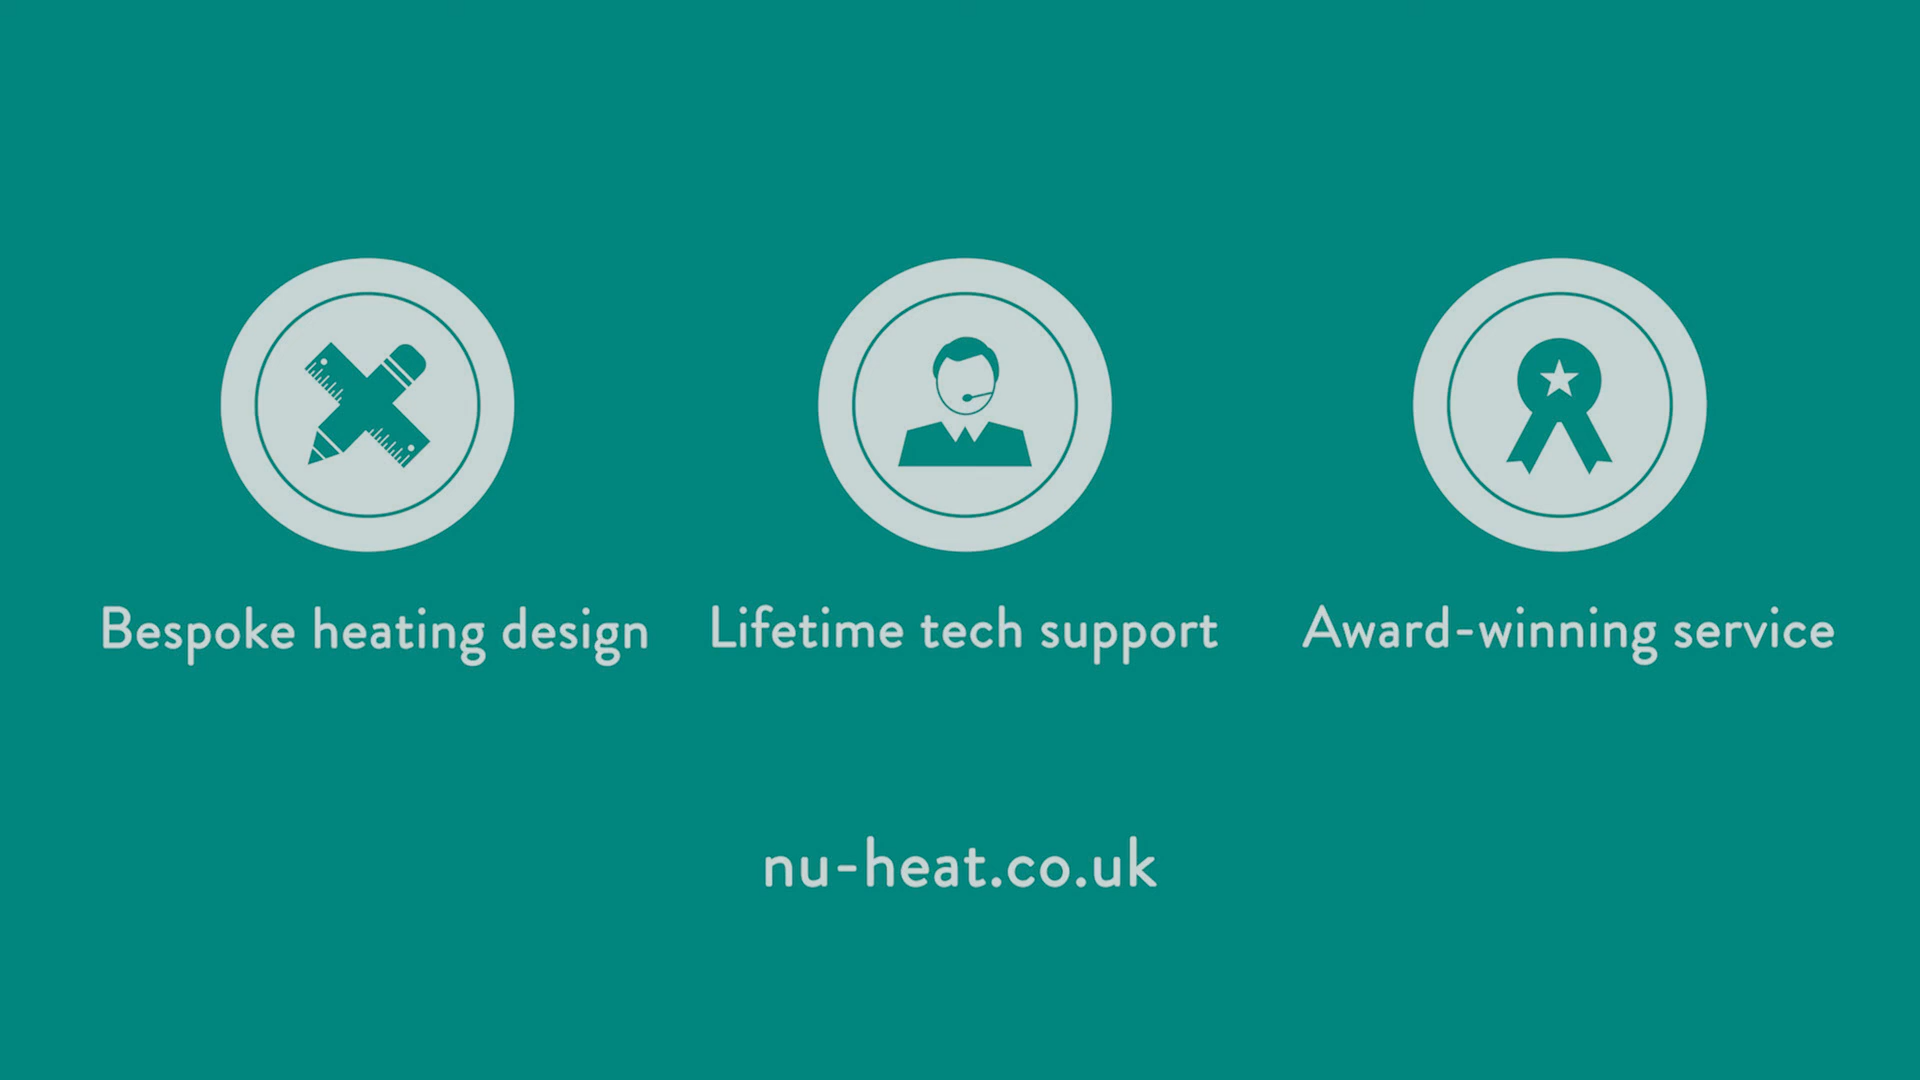 Bespoke heating design
Lifetime tech support
Award-winning service
nu-heat.co.uk